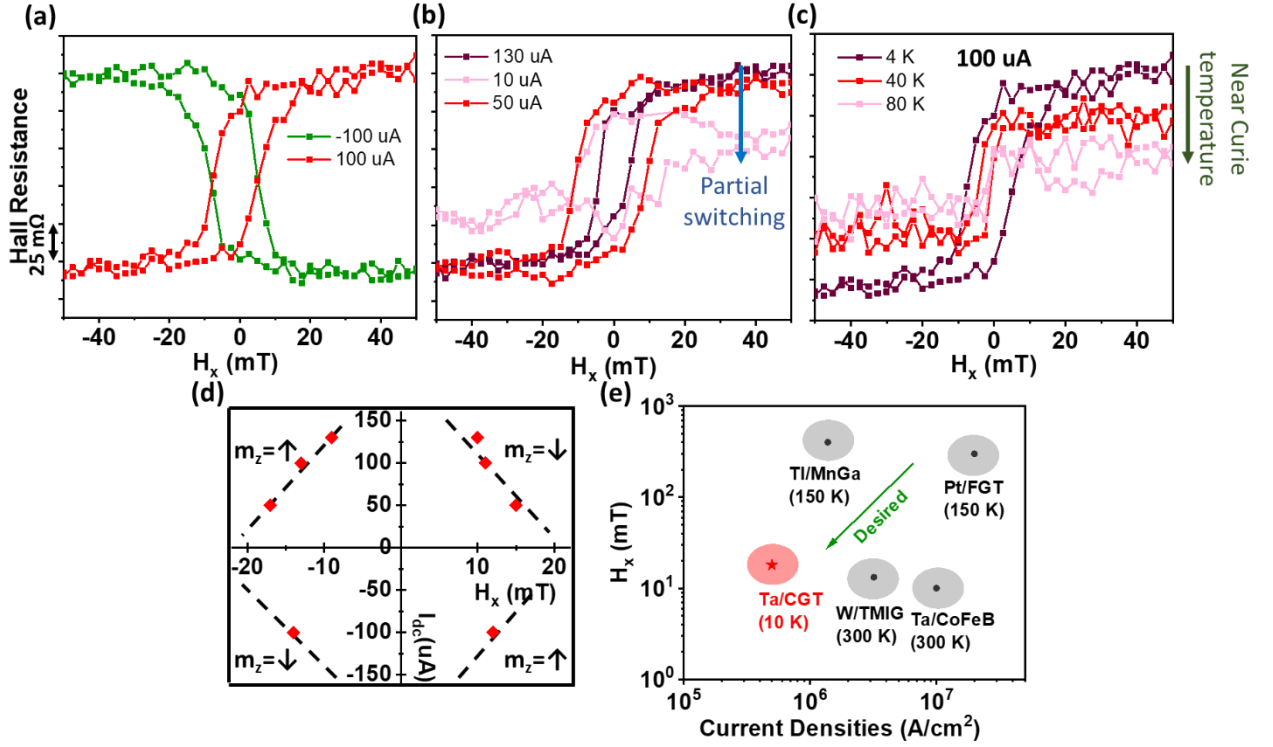 (a)
(b)
(c)
Hall Resistance
25 mΩ
-100 uA
100 uA
-40 -20 0 20 40
Hx (mT)
130 uA
10 uA
50 uA
Partial
switching
-40 -20 0 20 40
Hx (mT)
4 K
40 K
80 K
100 uA
Near Curie
temperature
-40 -20 0 20 40
Hx (mT)
(d)
150
100
50
0
-50
-100
-150
-20 -10 10 20
Hx (mT)
Idc(uA)
mz=↑
mz=↓
mz=↓
mz=↑
(e)
Hx (mT)
10³
10²
10¹
10⁰
Tl/MnGa
(150 K)
Pt/FGT
(150 K)
Desired
Ta/CGT
(10 K)
W/TMIG
(300 K)
Ta/CoFeB
(300 K)
10⁵ 10⁶ 10⁷
Current Densities (A/cm²)